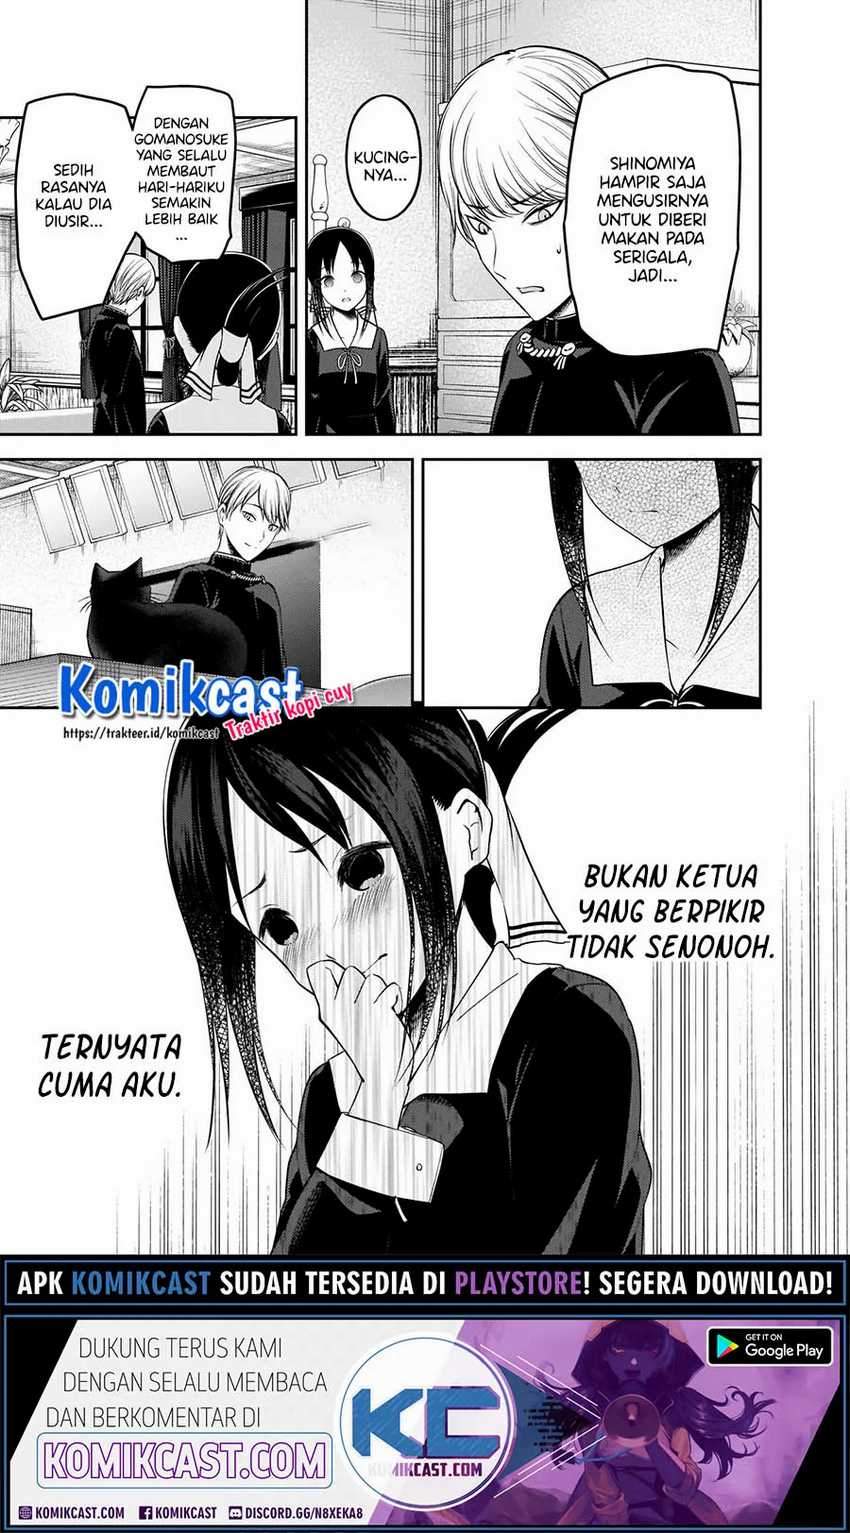 SHINOMIYA
HAMPIR SAJA
MENGUSIRNYA
UNTUK DIBERI
MAKAN PADA
SERIGALA,
JADI...
KUCING-
NYA...
DENGAN
GOMANOSUKE
YANG SELALU
MEMBUAT
HARI-HARIKU
SEMAKIN
LEBIH BAIK
...
SEDIH
RASANYA
KALAU DIA
DIUSIR...
Komikcast
Traktir kopi cuy
https://trakteer.id/komikcast
BUKAN KETUA
YANG BERPIKIR
TIDAK SENONOH.
TERNYATA
CUMA AKU.
APK KOMIKCAST SUDAH TERSEDIA DI PLAYSTORE! SEGERA DOWNLOAD!
DUKUNG TERUS KAMI
DENGAN SELALU MEMBACA
DAN BERKOMENTAR DI
KOMIKCAST.COM
KOMIKCAST.COM KOMIKCAST DISCORD.GG/N8XEKA8
KC
KOMIKCAST.COM
GET IT ON
Google Play